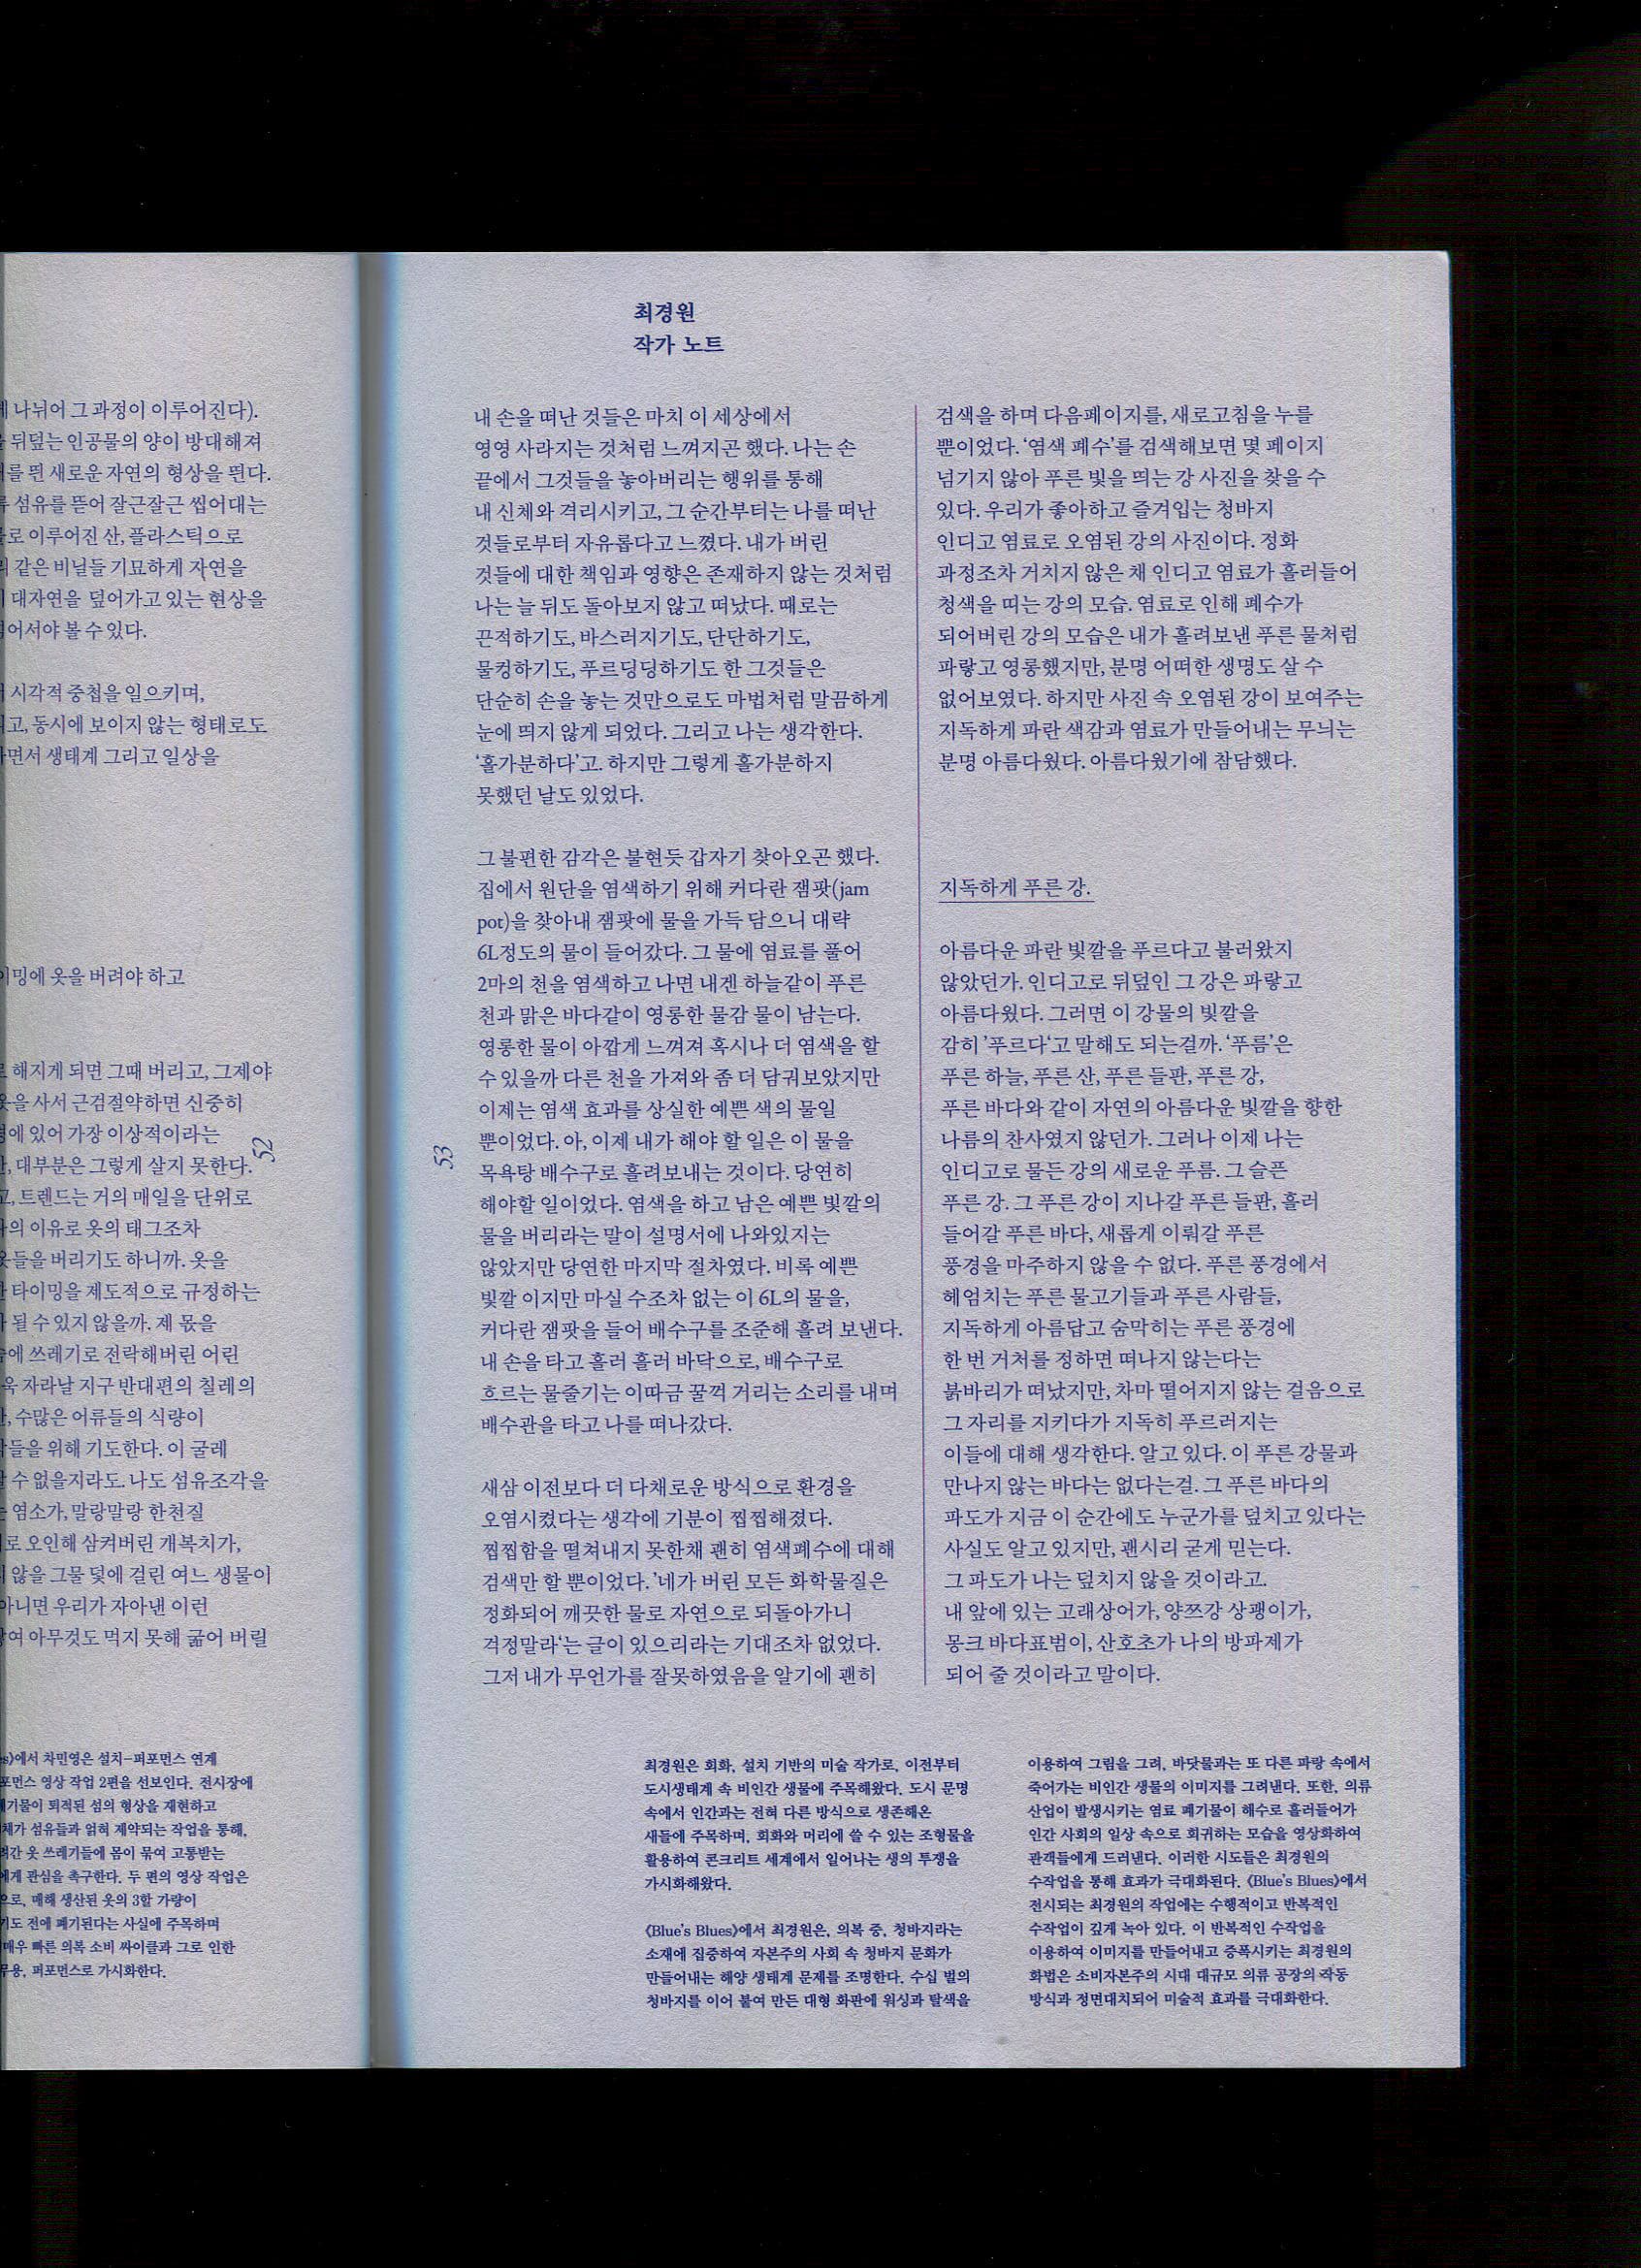 나뉘어 그 과정이 이루어진다).
뒤덮는 인공물의 양이 방대해져
를 띈 새로운 자연의 형상을 띈다.
섬유를 뜯어 잘근잘근 씹어대는
로 이루어진 산, 플라스틱으로
같은 비닐들 기묘하게 자연을
대자연을 덮어가고 있는 현상을
어서야 볼 수 있다.
시각적 중첩을 일으키며,
고, 동시에 보이지 않는 형태로도
면서 생태계 그리고 일상을
이밍에 옷을 버려야 하고
해지게 되면 그때 버리고, 그제야
옷을 사서 근검절약하면 신중히
에 있어 가장 이상적이라는
, 대부분은 그렇게 살지 못한다.
고, 트렌드는 거의 매일을 단위로
의 이유로 옷의 태그조차
옷들을 버리기도 하니까. 옷을
타이밍을 제도적으로 규정하는
될 수 있지 않을까. 제 몫을
에 쓰레기로 전락해버린 어린
욱 자라날 지구 반대편의 칠레의
, 수많은 어류들의 식량이
들을 위해 기도한다. 이 굴레
수 없을지라도. 나도 섬유조각을
염소가, 말랑말랑 한천질
로 오인해 삼켜버린 개복치가,
않을 그물 덫에 걸린 여느 생물이
아니면 우리가 자아낸 이런
여 아무것도 먹지 못해 굶어 버릴
52
s》에서 차민영은 설치-퍼포먼스 연계
포먼스 영상 작업 2편을 선보인다. 전시장에
기물이 퇴적된 섬의 형상을 재현하고
체가 섬유들과 얽혀 제약되는 작업을 통해,
간 옷 쓰레기들에 몸이 묶여 고통받는
에게 관심을 촉구한다. 두 편의 영상 작업은
으로, 매해 생산된 옷의 3할 가량이
기도 전에 폐기된다는 사실에 주목하며
매우 빠른 의복 소비 싸이클과 그로 인한
무용, 퍼포먼스로 가시화한다.
최경원
작가 노트
53
내 손을 떠난 것들은 마치 이 세상에서
영영 사라지는 것처럼 느껴지곤 했다. 나는 손
끝에서 그것들을 놓아버리는 행위를 통해
내 신체와 격리시키고, 그 순간부터는 나를 떠난
것들로부터 자유롭다고 느꼈다. 내가 버린
것들에 대한 책임과 영향은 존재하지 않는 것처럼
나는 늘 뒤도 돌아보지 않고 떠났다. 때로는
끈적하기도, 바스러지기도, 단단하기도,
물컹하기도, 푸르딩딩하기도 한 그것들은
단순히 손을 놓는 것만으로도 마법처럼 말끔하게
눈에 띄지 않게 되었다. 그리고 나는 생각한다.
‘홀가분하다’고. 하지만 그렇게 홀가분하지
못했던 날도 있었다.
그 불편한 감각은 불현듯 갑자기 찾아오곤 했다.
집에서 원단을 염색하기 위해 커다란 잼팟(jam
pot)을 찾아내 잼팟에 물을 가득 담으니 대략
6L정도의 물이 들어갔다. 그 물에 염료를 풀어
2마의 천을 염색하고 나면 내겐 하늘같이 푸른
천과 맑은 바다같이 영롱한 물감 물이 남는다.
영롱한 물이 아깝게 느껴져 혹시나 더 염색을 할
수 있을까 다른 천을 가져와 좀 더 담궈보았지만
이제는 염색 효과를 상실한 예쁜 색의 물일
뿐이었다. 아, 이제 내가 해야 할 일은 이 물을
목욕탕 배수구로 흘려보내는 것이다. 당연히
해야할 일이었다. 염색을 하고 남은 예쁜 빛깔의
물을 버리라는 말이 설명서에 나와있지는
않았지만 당연한 마지막 절차였다. 비록 예쁜
빛깔 이지만 마실 수조차 없는 이 6L의 물을,
커다란 잼팟을 들어 배수구를 조준해 흘려 보낸다.
내 손을 타고 흘러 흘러 바닥으로, 배수구로
흐르는 물줄기는 이따금 꿀꺽 거리는 소리를 내며
배수관을 타고 나를 떠나갔다.
새삼 이전보다 더 다채로운 방식으로 환경을
오염시켰다는 생각에 기분이 찝찝해졌다.
찝찝함을 떨쳐내지 못한채 괜히 염색폐수에 대해
검색만 할 뿐이었다. ’네가 버린 모든 화학물질은
정화되어 깨끗한 물로 자연으로 되돌아가니
걱정말라‘는 글이 있으리라는 기대조차 없었다.
그저 내가 무언가를 잘못하였음을 알기에 괜히
검색을 하며 다음페이지를, 새로고침을 누를
뿐이었다. ‘염색 폐수’를 검색해보면 몇 페이지
넘기지 않아 푸른 빛을 띄는 강 사진을 찾을 수
있다. 우리가 좋아하고 즐겨입는 청바지
인디고 염료로 오염된 강의 사진이다. 정화
과정조차 거치지 않은 채 인디고 염료가 흘러들어
청색을 띠는 강의 모습. 염료로 인해 폐수가
되어버린 강의 모습은 내가 흘려보낸 푸른 물처럼
파랗고 영롱했지만, 분명 어떠한 생명도 살 수
없어보였다. 하지만 사진 속 오염된 강이 보여주는
지독하게 파란 색감과 염료가 만들어내는 무늬는
분명 아름다웠다. 아름다웠기에 참담했다.
지독하게 푸른 강.
아름다운 파란 빛깔을 푸르다고 불러왔지
않았던가. 인디고로 뒤덮인 그 강은 파랗고
아름다웠다. 그러면 이 강물의 빛깔을
감히 ’푸르다‘고 말해도 되는걸까. ‘푸름’은
푸른 하늘, 푸른 산, 푸른 들판, 푸른 강,
푸른 바다와 같이 자연의 아름다운 빛깔을 향한
나름의 찬사였지 않던가. 그러나 이제 나는
인디고로 물든 강의 새로운 푸름. 그 슬픈
푸른 강. 그 푸른 강이 지나갈 푸른 들판, 흘러
들어갈 푸른 바다, 새롭게 이뤄갈 푸른
풍경을 마주하지 않을 수 없다. 푸른 풍경에서
헤엄치는 푸른 물고기들과 푸른 사람들,
지독하게 아름답고 숨막히는 푸른 풍경에
한 번 거처를 정하면 떠나지 않는다는
붉바리가 떠났지만, 차마 떨어지지 않는 걸음으로
그 자리를 지키다가 지독히 푸르러지는
이들에 대해 생각한다. 알고 있다. 이 푸른 강물과
만나지 않는 바다는 없다는걸. 그 푸른 바다의
파도가 지금 이 순간에도 누군가를 덮치고 있다는
사실도 알고 있지만, 괜시리 굳게 믿는다.
그 파도가 나는 덮치지 않을 것이라고.
내 앞에 있는 고래상어가, 양쯔강 상괭이가,
몽크 바다표범이, 산호초가 나의 방파제가
되어 줄 것이라고 말이다.
최경원은 회화, 설치 기반의 미술 작가로, 이전부터
도시생태계 속 비인간 생물에 주목해왔다. 도시 문명
속에서 인간과는 전혀 다른 방식으로 생존해온
새들에 주목하며, 회화와 머리에 쓸 수 있는 조형물을
활용하여 콘크리트 세계에서 일어나는 생의 투쟁을
가시화해왔다.
《Blue's Blues》에서 최경원은, 의복 중, 청바지라는
소재에 집중하여 자본주의 사회 속 청바지 문화가
만들어내는 해양 생태계 문제를 조명한다. 수십 벌의
청바지를 이어 붙여 만든 대형 화판에 워싱과 탈색을
이용하여 그림을 그려, 바닷물과는 또 다른 파랑 속에서
죽어가는 비인간 생물의 이미지를 그려낸다. 또한, 의류
산업이 발생시키는 염료 폐기물이 해수로 흘러들어가
인간 사회의 일상 속으로 회귀하는 모습을 영상화하여
관객들에게 드러낸다. 이러한 시도들은 최경원의
수작업을 통해 효과가 극대화된다. 《Blue's Blues》에서
전시되는 최경원의 작업에는 수행적이고 반복적인
수작업이 깊게 녹아 있다. 이 반복적인 수작업을
이용하여 이미지를 만들어내고 증폭시키는 최경원의
화법은 소비자본주의 시대 대규모 의류 공장의 작동
방식과 정면대치되어 미술적 효과를 극대화한다.